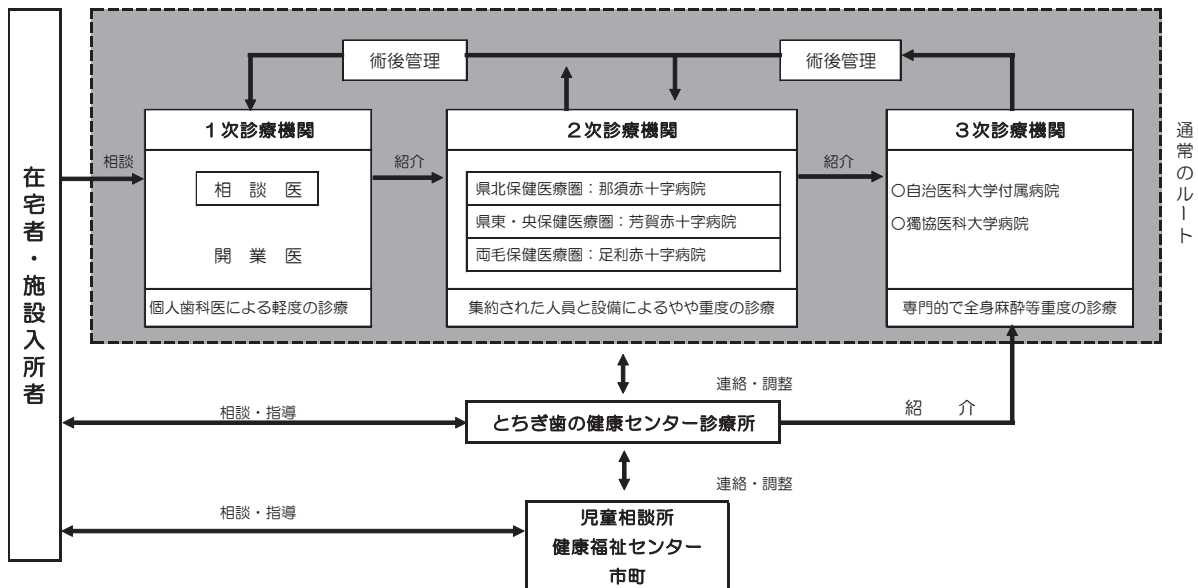 在宅者・施設入所者
術後管理
術後管理
1次診療機関
相 談 医
開 業 医
個人歯科医による軽度の診療
2次診療機関
県北保健医療圏：那須赤十字病院
県東・央保健医療圏：芳賀赤十字病院
両毛保健医療圏：足利赤十字病院
集約された人員と設備によるやや重度の診療
3次診療機関
○自治医科大学付属病院
○獨協医科大学病院
専門的で全身麻酔等重度の診療
相談
紹介
紹介
通常のルート
連絡・調整
相談・指導
とちぎ歯の健康センター診療所
紹 介
連絡・調整
相談・指導
児童相談所
健康福祉センター
市町